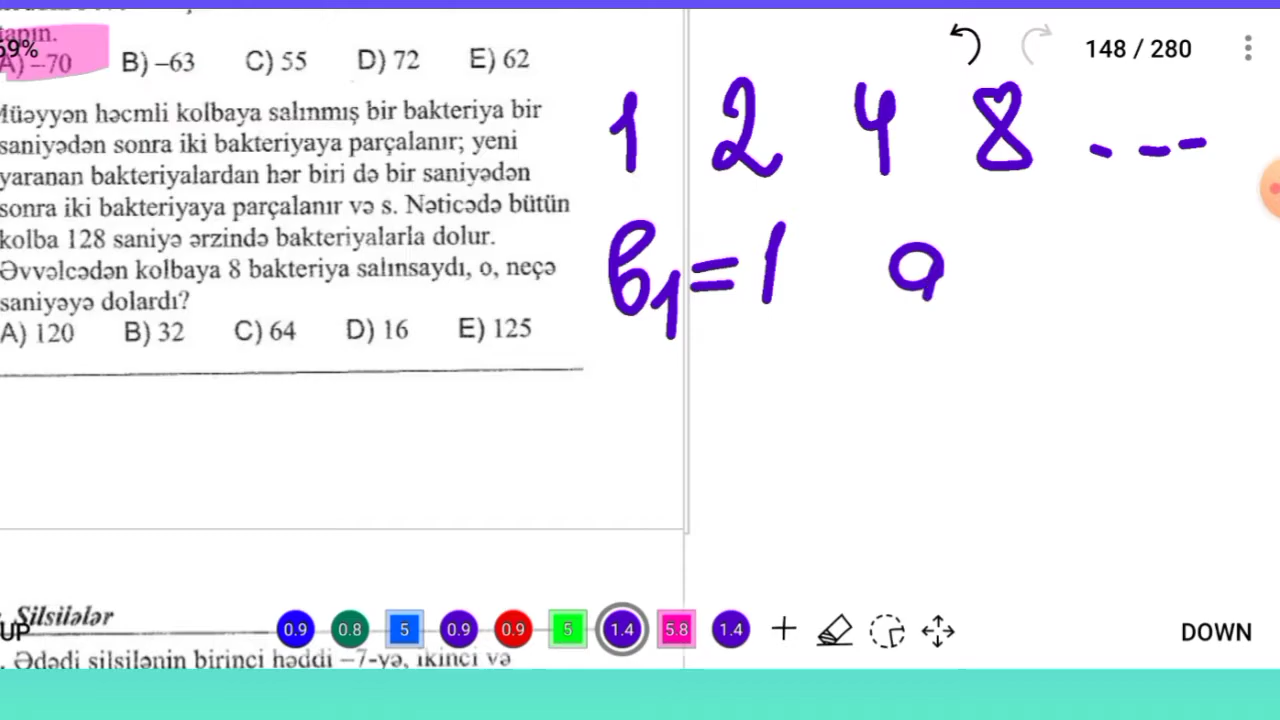 tapın.
59%
A) –70 B) –63 C) 55 D) 72 E) 62
148 / 280
Müəyyən həcmli kolbaya salınmış bir bakteriya bir
saniyədən sonra iki bakteriyaya parçalanır; yeni
yaranan bakteriyalardan hər biri də bir saniyədən
sonra iki bakteriyaya parçalanır və s. Nəticədə bütün
kolba 128 saniyə ərzində bakteriyalarla dolur.
Əvvəlcədən kolbaya 8 bakteriya salınsaydı, o, neçə
saniyəyə dolardı?
A) 120 B) 32 C) 64 D) 16 E) 125
1 2 4 8 ...
b1=1 q
Silsilələr
UP
0.9 0.8 5 0.9 0.9 5 1.4 5.8 1.4
DOWN
. Ədədi silsilənin birinci həddi –7-yə, ikinci və